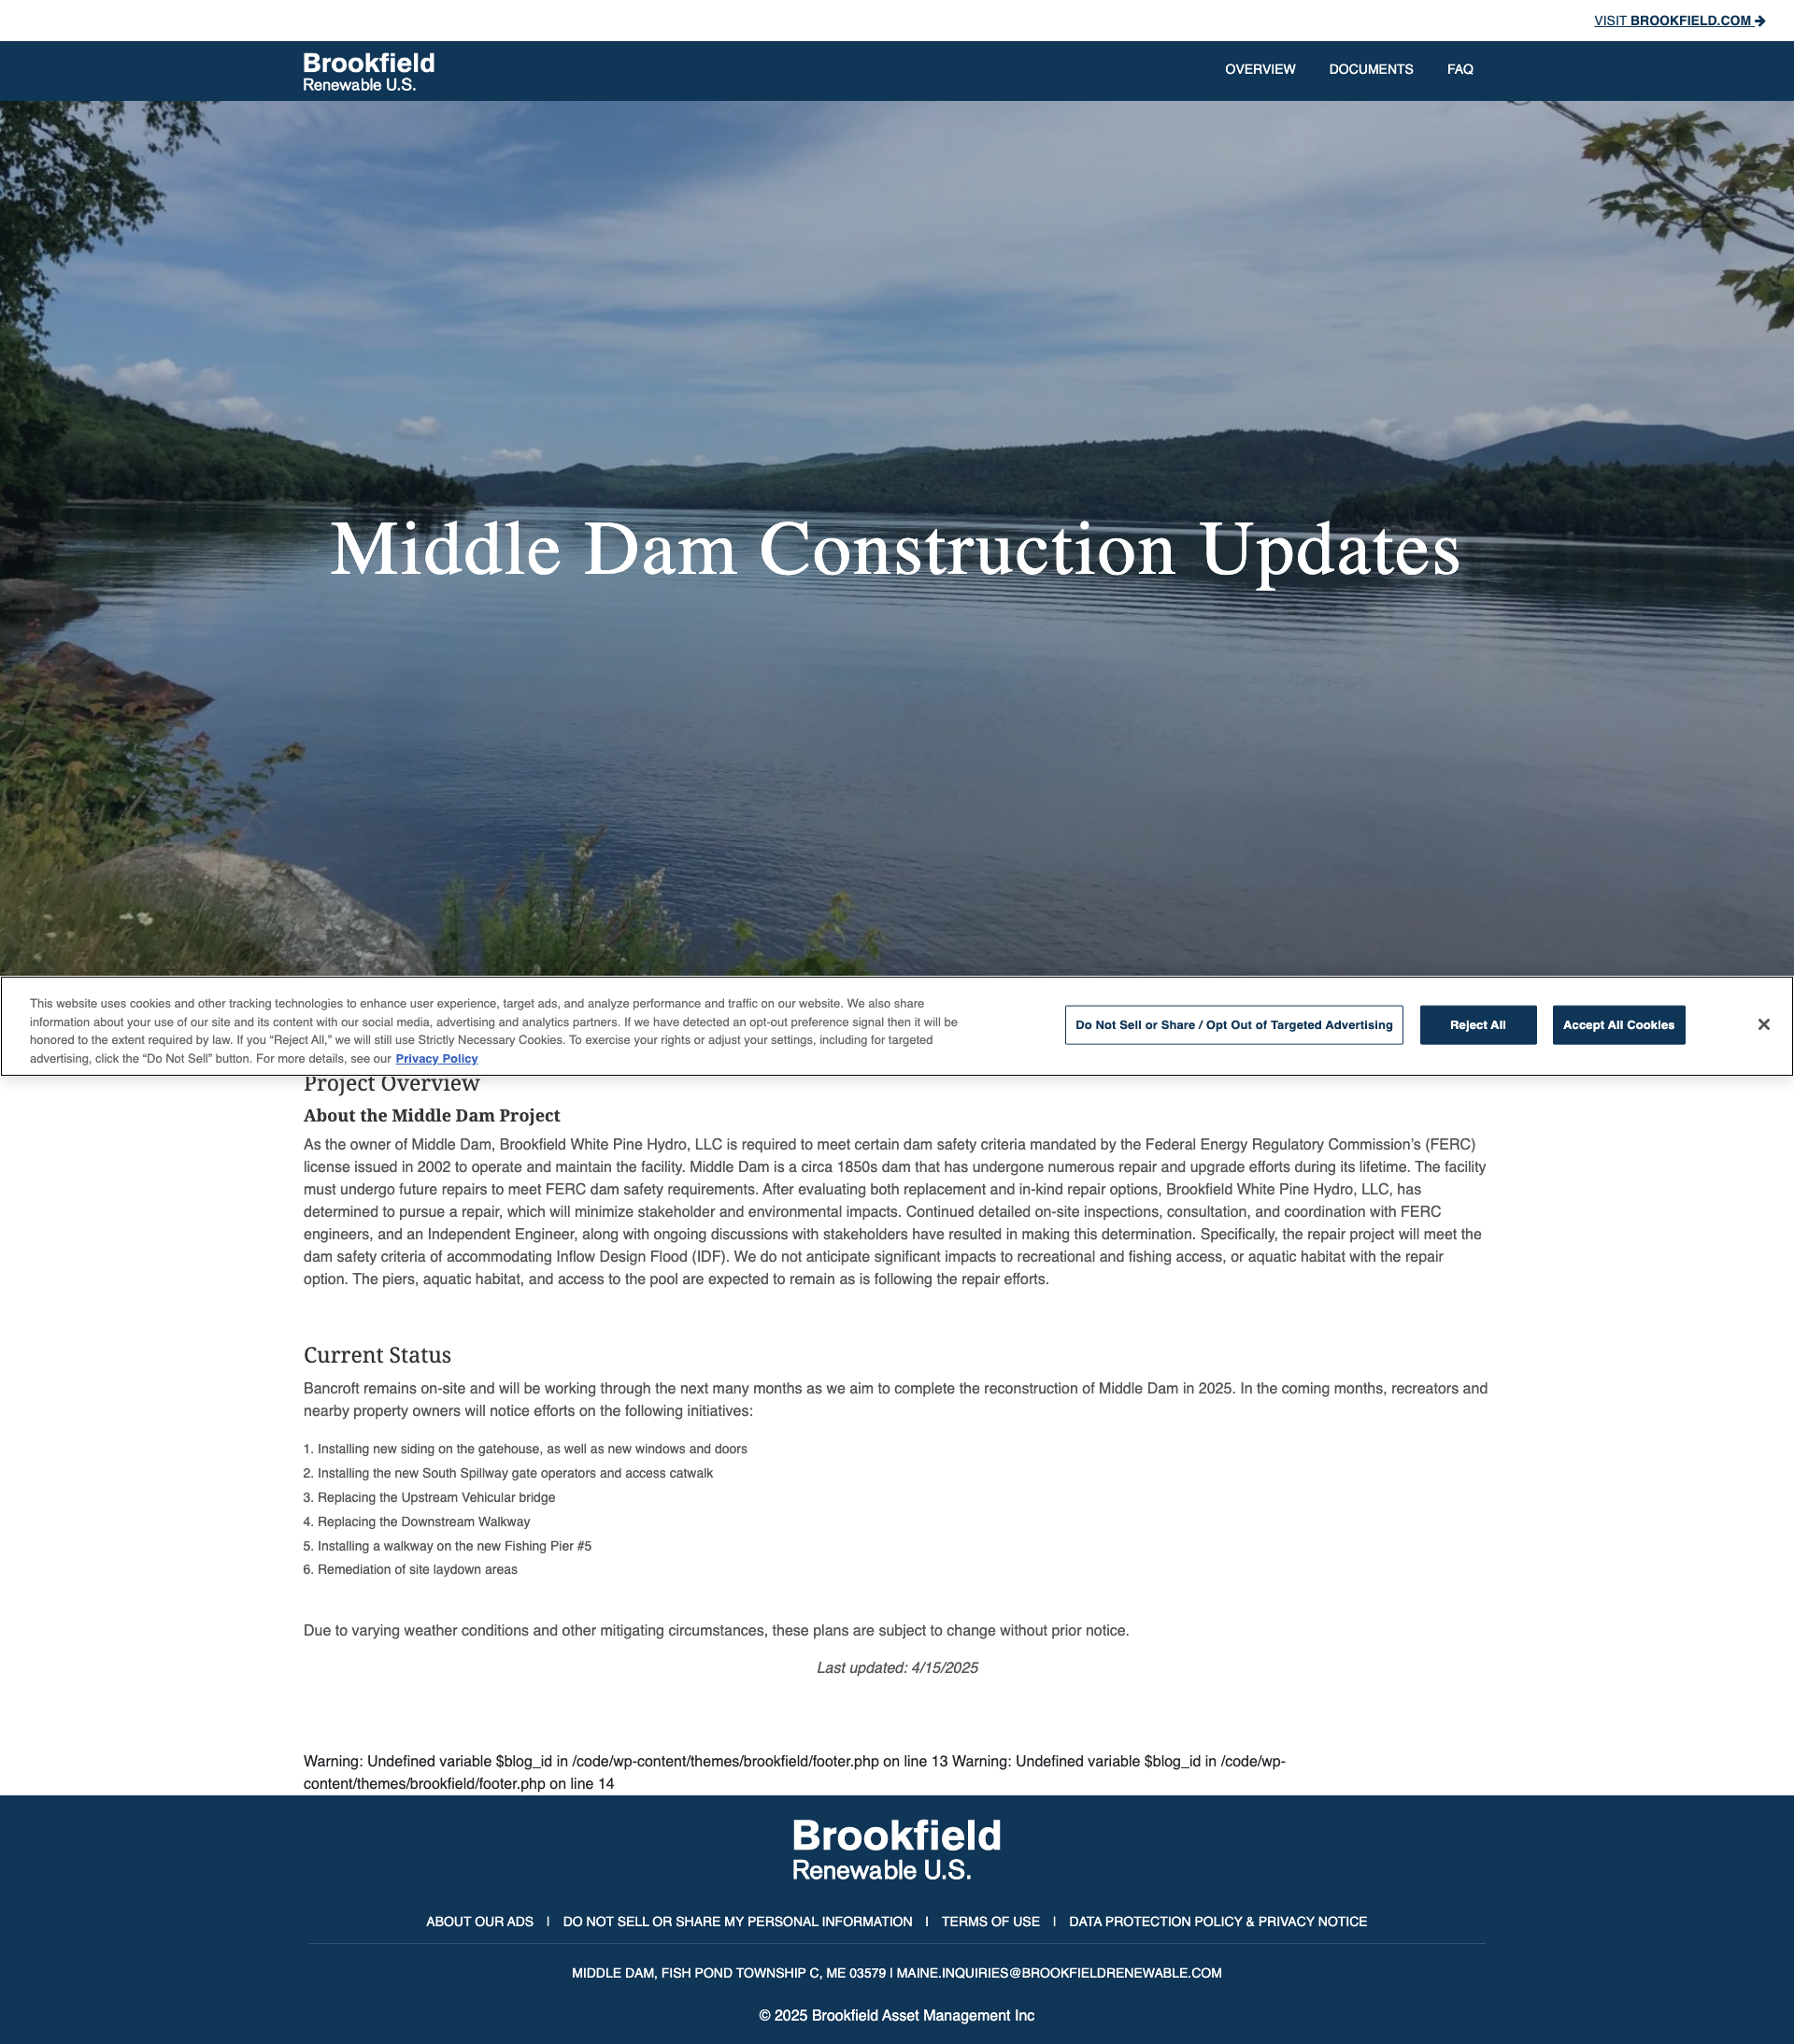 VISIT BROOKFIELD.COM
Brookfield
Renewable U.S.
OVERVIEW DOCUMENTS FAQ
Middle Dam Construction Updates
This website uses cookies and other tracking technologies to enhance user experience, target ads, and analyze performance and traffic on our website. We also share
information about your use of our site and its content with our social media, advertising and analytics partners. If we have detected an opt-out preference signal then it will be
honored to the extent required by law. If you “Reject All,” we will still use Strictly Necessary Cookies. To exercise your rights or adjust your settings, including for targeted
advertising, click the “Do Not Sell” button. For more details, see our Privacy Policy
Do Not Sell or Share / Opt Out of Targeted Advertising
Reject All
Accept All Cookies
Project Overview
About the Middle Dam Project
As the owner of Middle Dam, Brookfield White Pine Hydro, LLC is required to meet certain dam safety criteria mandated by the Federal Energy Regulatory Commission’s (FERC)
license issued in 2002 to operate and maintain the facility. Middle Dam is a circa 1850s dam that has undergone numerous repair and upgrade efforts during its lifetime. The facility
must undergo future repairs to meet FERC dam safety requirements. After evaluating both replacement and in-kind repair options, Brookfield White Pine Hydro, LLC, has
determined to pursue a repair, which will minimize stakeholder and environmental impacts. Continued detailed on-site inspections, consultation, and coordination with FERC
engineers, and an Independent Engineer, along with ongoing discussions with stakeholders have resulted in making this determination. Specifically, the repair project will meet the
dam safety criteria of accommodating Inflow Design Flood (IDF). We do not anticipate significant impacts to recreational and fishing access, or aquatic habitat with the repair
option. The piers, aquatic habitat, and access to the pool are expected to remain as is following the repair efforts.
Current Status
Bancroft remains on-site and will be working through the next many months as we aim to complete the reconstruction of Middle Dam in 2025. In the coming months, recreators and
nearby property owners will notice efforts on the following initiatives:
1. Installing new siding on the gatehouse, as well as new windows and doors
2. Installing the new South Spillway gate operators and access catwalk
3. Replacing the Upstream Vehicular bridge
4. Replacing the Downstream Walkway
5. Installing a walkway on the new Fishing Pier #5
6. Remediation of site laydown areas
Due to varying weather conditions and other mitigating circumstances, these plans are subject to change without prior notice.
Last updated: 4/15/2025
Warning: Undefined variable $blog_id in /code/wp-content/themes/brookfield/footer.php on line 13 Warning: Undefined variable $blog_id in /code/wp-
content/themes/brookfield/footer.php on line 14
Brookfield
Renewable U.S.
ABOUT OUR ADS | DO NOT SELL OR SHARE MY PERSONAL INFORMATION | TERMS OF USE | DATA PROTECTION POLICY & PRIVACY NOTICE
MIDDLE DAM, FISH POND TOWNSHIP C, ME 03579 | MAINE.INQUIRIES@BROOKFIELDRENEWABLE.COM
© 2025 Brookfield Asset Management Inc